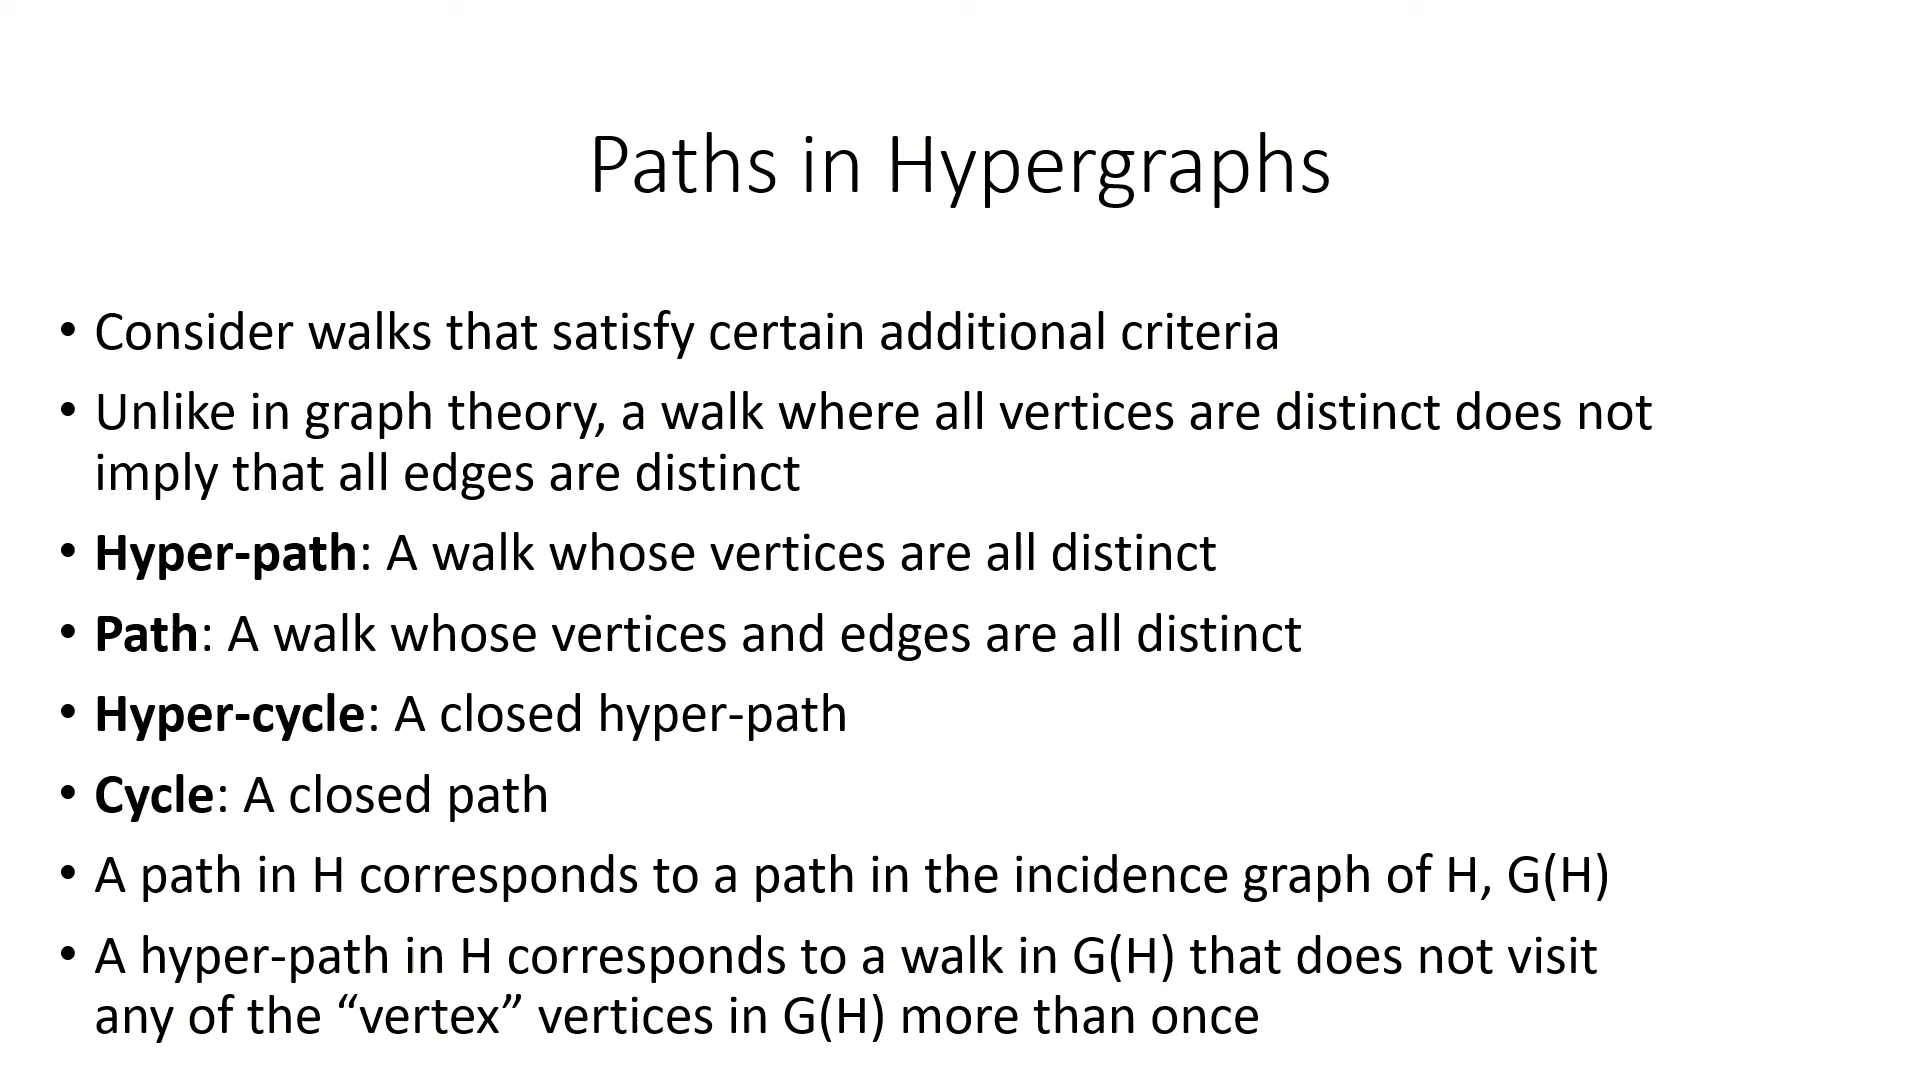 Paths in Hypergraphs
• Consider walks that satisfy certain additional criteria
• Unlike in graph theory, a walk where all vertices are distinct does not
imply that all edges are distinct
• Hyper-path: A walk whose vertices are all distinct
• Path: A walk whose vertices and edges are all distinct
• Hyper-cycle: A closed hyper-path
• Cycle: A closed path
• A path in H corresponds to a path in the incidence graph of H, G(H)
• A hyper-path in H corresponds to a walk in G(H) that does not visit
any of the “vertex” vertices in G(H) more than once